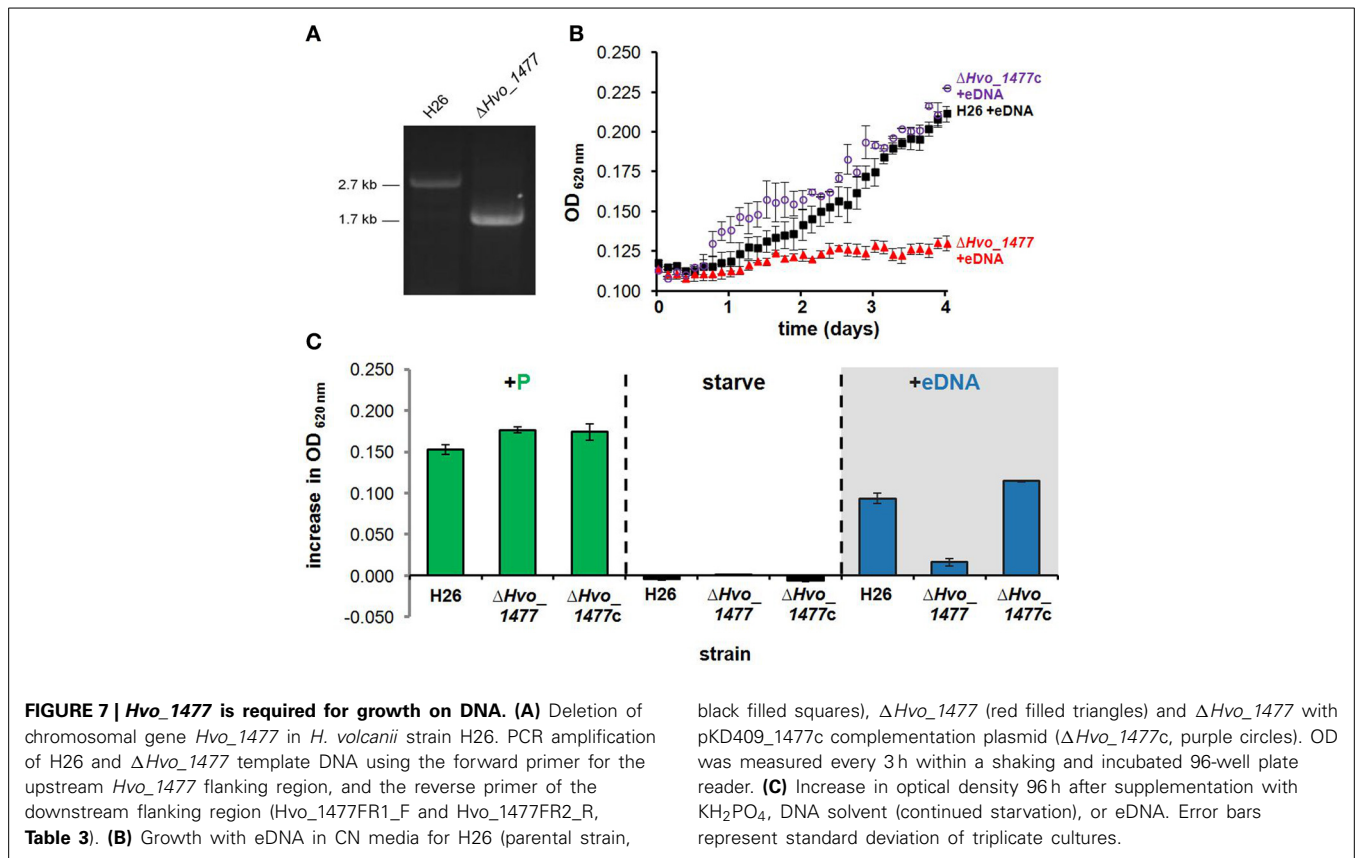 A
H26
ΔHvo_1477
2.7 kb
1.7 kb
B
OD 620 nm
0.225
0.200
0.175
0.150
0.125
0.100
0
1
2
3
4
time (days)
ΔHvo_1477c
+eDNA
H26 +eDNA
ΔHvo_1477
+eDNA
C
increase in OD 620 nm
0.250
0.200
0.150
0.100
0.050
0.000
-0.050
+P
starve
+eDNA
H26
ΔHvo_
1477
ΔHvo_
1477c
H26
ΔHvo_
1477
ΔHvo_
1477c
H26
ΔHvo_
1477
ΔHvo_
1477c
strain
FIGURE 7 | Hvo_1477 is required for growth on DNA. (A) Deletion of
chromosomal gene Hvo_1477 in H. volcanii strain H26. PCR amplification
of H26 and ΔHvo_1477 template DNA using the forward primer for the
upstream Hvo_1477 flanking region, and the reverse primer of the
downstream flanking region (Hvo_1477FR1_F and Hvo_1477FR2_R,
Table 3). (B) Growth with eDNA in CN media for H26 (parental strain,
black filled squares), ΔHvo_1477 (red filled triangles) and ΔHvo_1477 with
pKD409_1477c complementation plasmid (ΔHvo_1477c, purple circles). OD
was measured every 3 h within a shaking and incubated 96-well plate
reader. (C) Increase in optical density 96 h after supplementation with
KH₂PO₄, DNA solvent (continued starvation), or eDNA. Error bars
represent standard deviation of triplicate cultures.